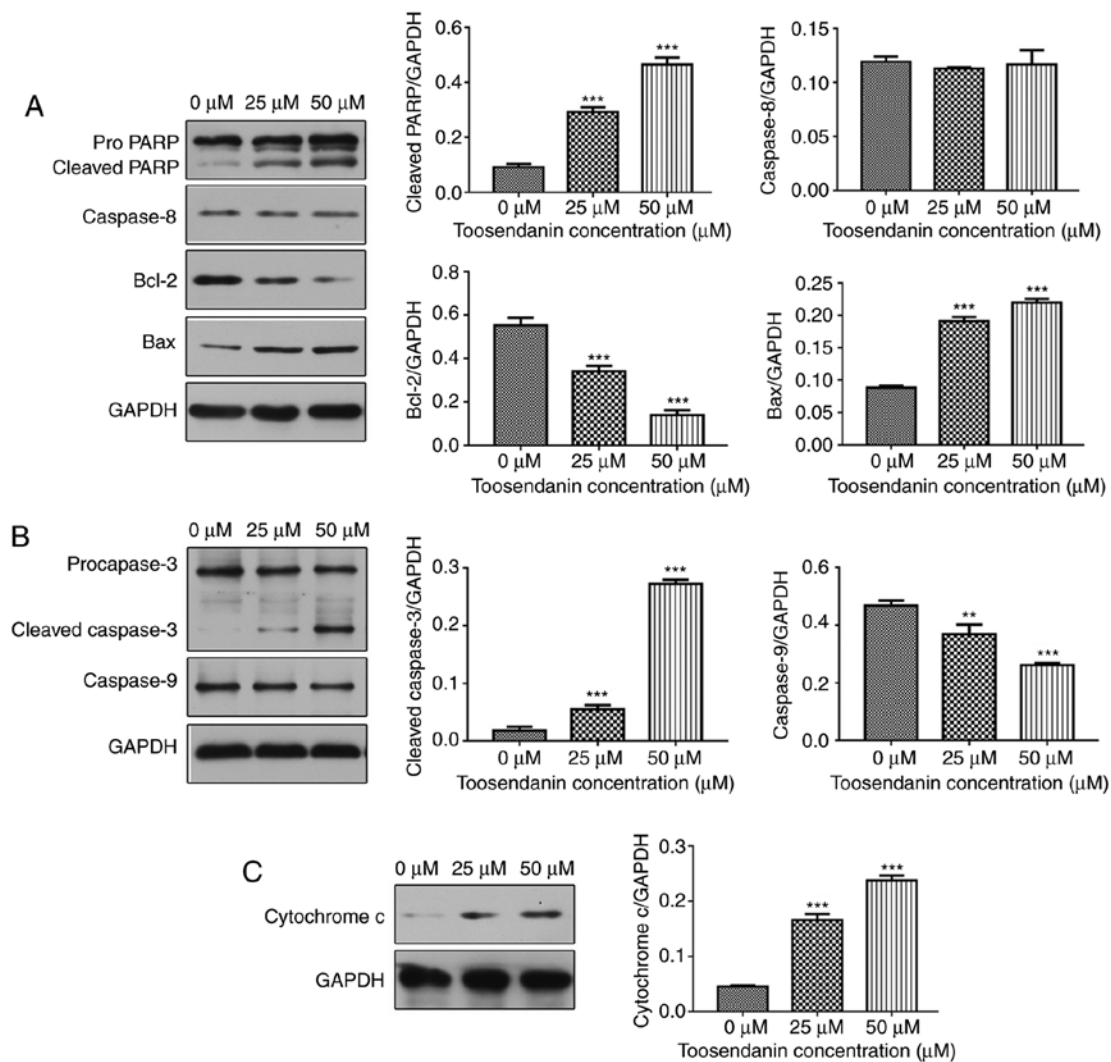 A
0 μM 25 μM 50 μM
Pro PARP
Cleaved PARP
Caspase-8
Bcl-2
Bax
GAPDH
Cleaved PARP/GAPDH
0.6
0.4
0.2
0.0
***
***
0 μM 25 μM 50 μM
Toosendanin concentration (μM)
Caspase-8/GAPDH
0.15
0.10
0.05
0.00
0 μM 25 μM 50 μM
Toosendanin concentration (μM)
Bcl-2/GAPDH
0.8
0.6
0.4
0.2
0.0
***
***
0 μM 25 μM 50 μM
Toosendanin concentration (μM)
Bax/GAPDH
0.25
0.20
0.15
0.10
0.05
0.00
***
***
0 μM 25 μM 50 μM
Toosendanin concentration (μM)
B
0 μM 25 μM 50 μM
Procapase-3
Cleaved caspase-3
Caspase-9
GAPDH
Cleaved caspase-3/GAPDH
0.3
0.2
0.1
0.0
***
***
0 μM 25 μM 50 μM
Toosendanin concentration (μM)
Caspase-9/GAPDH
0.6
0.4
0.2
0.0
**
***
0 μM 25 μM 50 μM
Toosendanin concentration (μM)
C
0 μM 25 μM 50 μM
Cytochrome c
GAPDH
Cytochrome c/GAPDH
0.3
0.2
0.1
0.0
***
***
0 μM 25 μM 50 μM
Toosendanin concentration (μM)